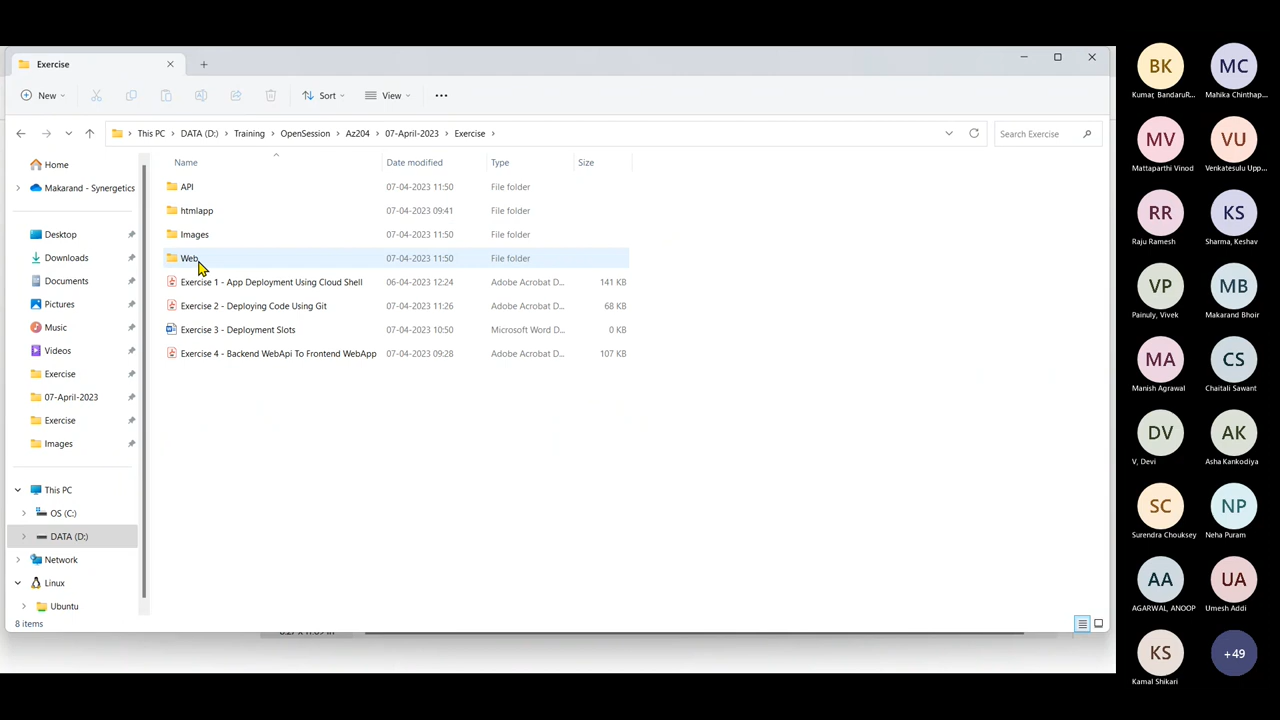 Exercise
New
Sort
View
This PC
DATA (D:)
Training
OpenSession
Az204
07-April-2023
Exercise
Search Exercise
Home
Makarand - Synergetics
Desktop
Downloads
Documents
Pictures
Music
Videos
Exercise
07-April-2023
Exercise
Images
This PC
OS (C:)
DATA (D:)
Network
Linux
Ubuntu
Name Date modified Type Size
API 07-04-2023 11:50 File folder
htmlapp 07-04-2023 09:41 File folder
Images 07-04-2023 11:50 File folder
Web 07-04-2023 11:50 File folder
Exercise 1 - App Deployment Using Cloud Shell 06-04-2023 12:24 Adobe Acrobat D... 141 KB
Exercise 2 - Deploying Code Using Git 07-04-2023 11:26 Adobe Acrobat D... 68 KB
Exercise 3 - Deployment Slots 07-04-2023 10:50 Microsoft Word D... 0 KB
Exercise 4 - Backend WebApi To Frontend WebApp 07-04-2023 09:28 Adobe Acrobat D... 107 KB
8 items
BK MC
Kumar, BandaruR... Mahika Chinthap...
MV VU
Mattaparthi Vinod Venkatesulu Upp...
RR KS
Raju Ramesh Sharma, Keshav
VP MB
Painuly, Vivek Makarand Bhoir
MA CS
Manish Agrawal Chaitali Sawant
DV AK
V, Devi Asha Kankodiya
SC NP
Surendra Chouksey Neha Puram
AA UA
AGARWAL, ANOOP Umesh Addi
KS +49
Kamal Shikari